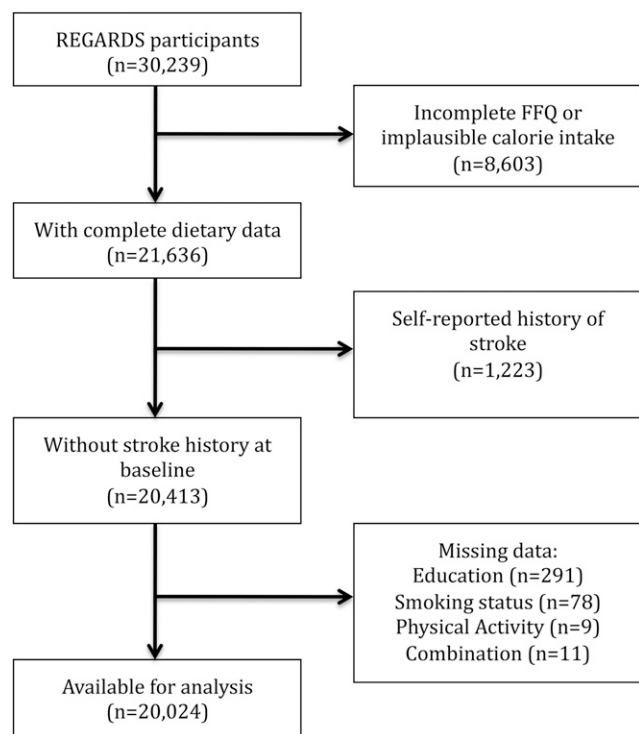 REGARDS participants
(n=30,239)
Incomplete FFQ or
implausible calorie intake
(n=8,603)
With complete dietary data
(n=21,636)
Self-reported history of
stroke
(n=1,223)
Without stroke history at
baseline
(n=20,413)
Missing data:
Education (n=291)
Smoking status (n=78)
Physical Activity (n=9)
Combination (n=11)
Available for analysis
(n=20,024)